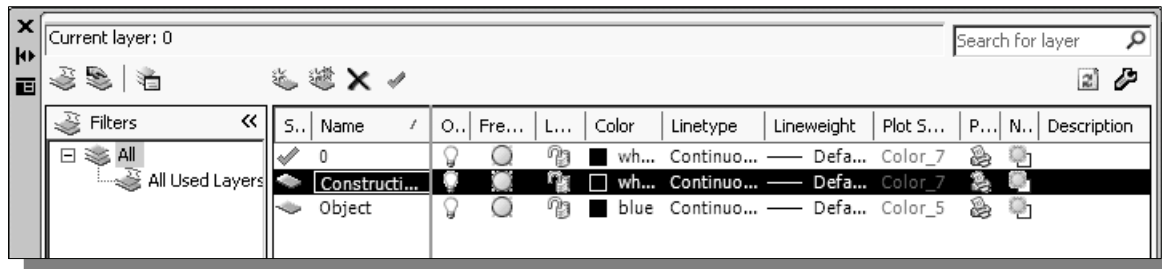 Current layer: 0
Search for layer
Filters
S.. Name O.. Fre... L... Color Linetype Lineweight Plot S... P... N.. Description
All 0 wh... Continuo... Defa... Color_7
All Used Layers Constructi... wh... Continuo... Defa... Color_7
Object blue Continuo... Defa... Color_5